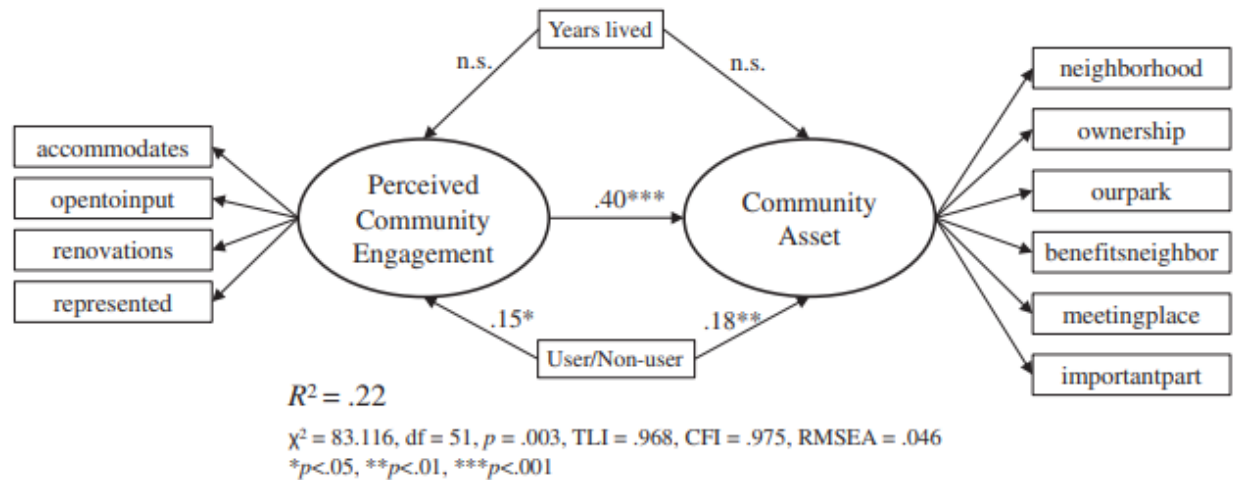 Years lived
n.s.
n.s.
accommodates
opentoinput
renovations
represented
Perceived
Community
Engagement
.40***
Community
Asset
neighborhood
ownership
ourpark
benefitsneighbor
meetingplace
importantpart
.15*
.18**
User/Non-user
R² = .22
χ² = 83.116, df = 51, p = .003, TLI = .968, CFI = .975, RMSEA = .046
*p<.05, **p<.01, ***p<.001